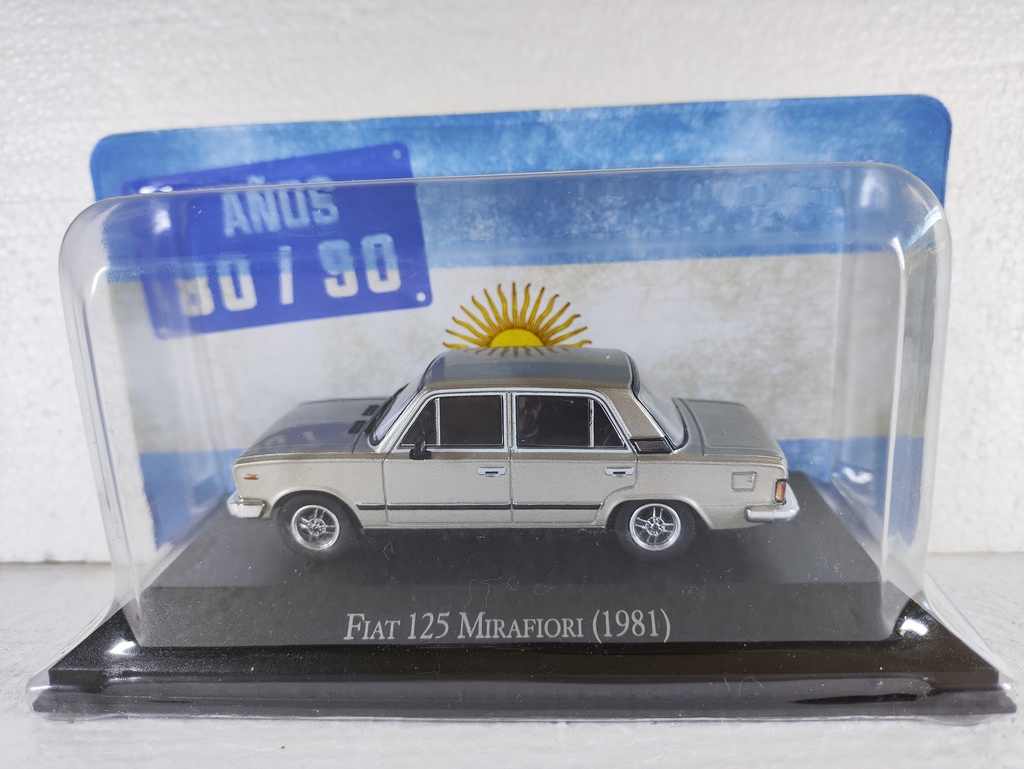 AÑOS
80 / 90
FIAT 125 MIRAFIORI (1981)